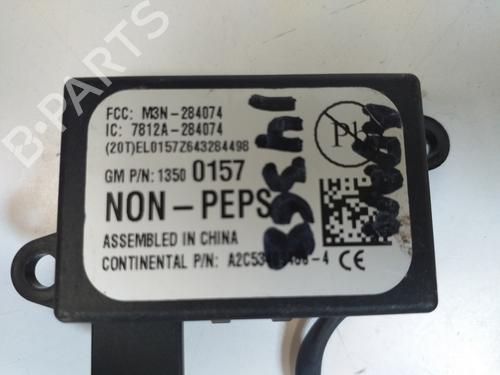 FCC: M3N-284074
IC: 7812A-284074
(20T)EL0157Z643284498
GM P/N: 1350 0157
NON-PEPS
ASSEMBLED IN CHINA
CONTINENTAL P/N:
CE
Pb
B-PARTS